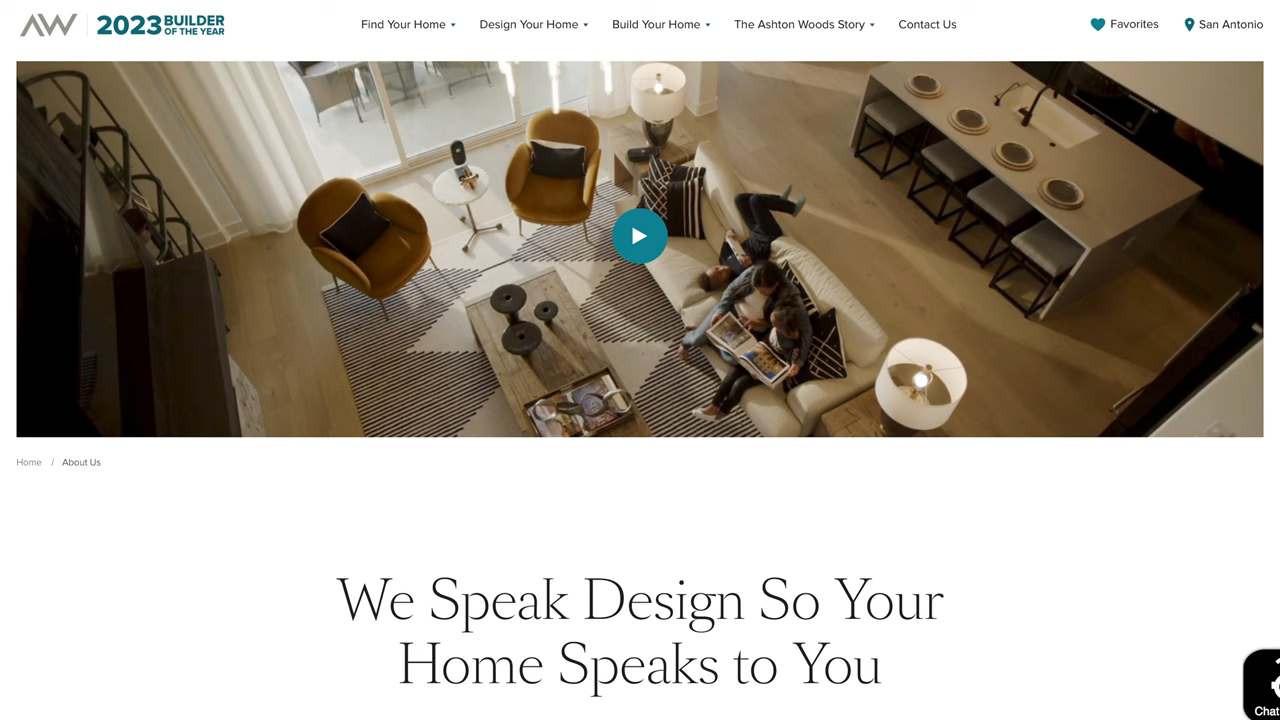 AW
2023 BUILDER
OF THE YEAR
Find Your Home
Design Your Home
Build Your Home
The Ashton Woods Story
Contact Us
Favorites
San Antonio
Home / About Us
We Speak Design So Your
Home Speaks to You
Chat